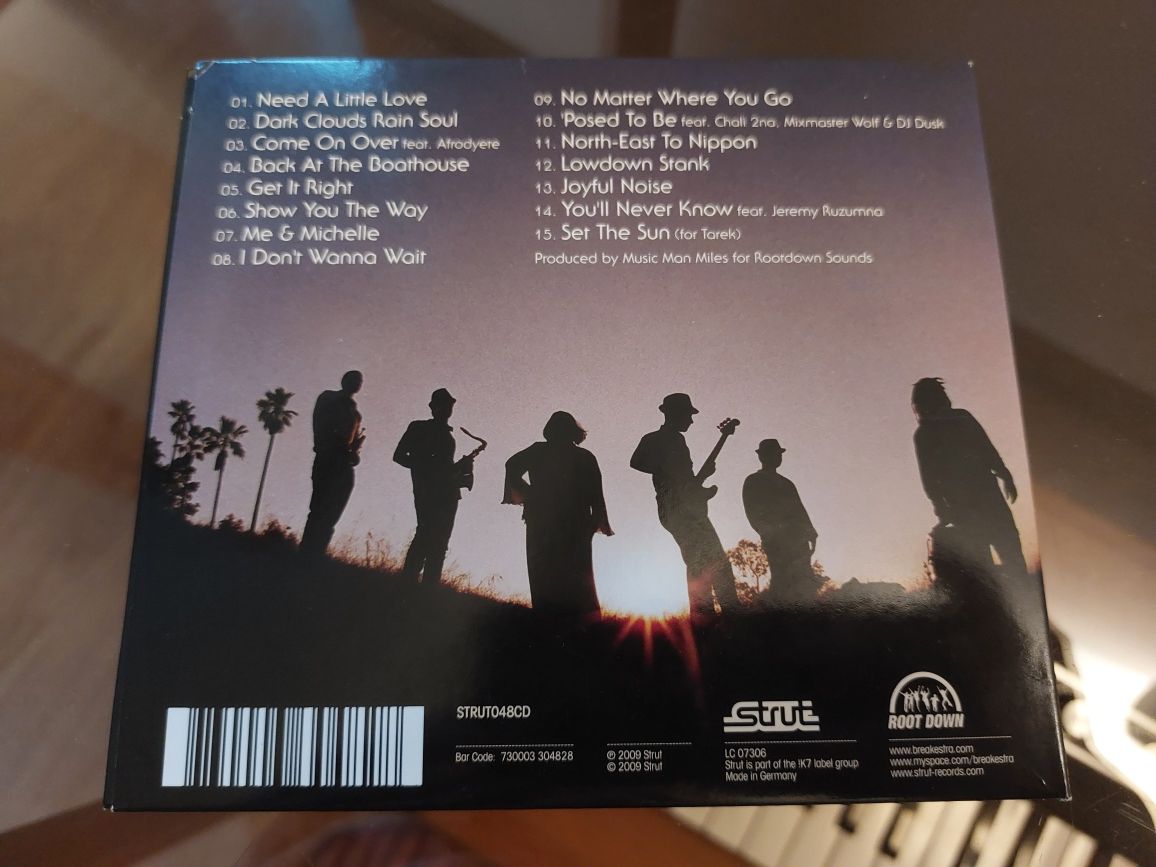 01. Need A Little Love
02. Dark Clouds Rain Soul
03. Come On Over feat. Afrodyete
04. Back At The Boathouse
05. Get It Right
06. Show You The Way
07. Me & Michelle
08. I Don't Wanna Wait
09. No Matter Where You Go
10. 'Posed To Be feat. Chali 2na, Mixmaster Wolf & DJ Dusk
11. North-East To Nippon
12. Lowdown Stank
13. Joyful Noise
14. You'll Never Know feat. Jeremy Ruzumna
15. Set The Sun (for Tarek)
Produced by Music Man Miles for Rootdown Sounds
STRUT048CD
Bar Code: 730003 304828
℗ 2009 Strut
© 2009 Strut
Strut
LC 07306
Strut is part of the !K7 label group
Made in Germany
ROOT DOWN
www.breakestra.com
www.myspace.com/breakestra
www.strut-records.com